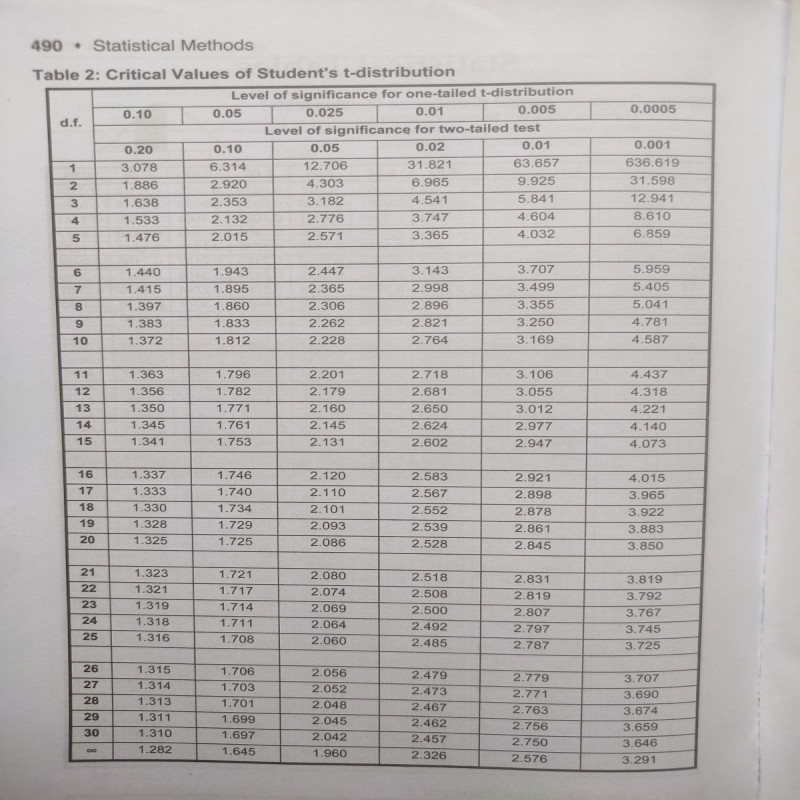 490 • Statistical Methods
Table 2: Critical Values of Student's t-distribution
Level of significance for one-tailed t-distribution
d.f. 0.10 0.05 0.025 0.01 0.005 0.0005
Level of significance for two-tailed test
0.20 0.10 0.05 0.02 0.01 0.001
1 3.078 6.314 12.706 31.821 63.657 636.619
2 1.886 2.920 4.303 6.965 9.925 31.598
3 1.638 2.353 3.182 4.541 5.841 12.941
4 1.533 2.132 2.776 3.747 4.604 8.610
5 1.476 2.015 2.571 3.365 4.032 6.859
6 1.440 1.943 2.447 3.143 3.707 5.959
7 1.415 1.895 2.365 2.998 3.499 5.405
8 1.397 1.860 2.306 2.896 3.355 5.041
9 1.383 1.833 2.262 2.821 3.250 4.781
10 1.372 1.812 2.228 2.764 3.169 4.587
11 1.363 1.796 2.201 2.718 3.106 4.437
12 1.356 1.782 2.179 2.681 3.055 4.318
13 1.350 1.771 2.160 2.650 3.012 4.221
14 1.345 1.761 2.145 2.624 2.977 4.140
15 1.341 1.753 2.131 2.602 2.947 4.073
16 1.337 1.746 2.120 2.583 2.921 4.015
17 1.333 1.740 2.110 2.567 2.898 3.965
18 1.330 1.734 2.101 2.552 2.878 3.922
19 1.328 1.729 2.093 2.539 2.861 3.883
20 1.325 1.725 2.086 2.528 2.845 3.850
21 1.323 1.721 2.080 2.518 2.831 3.819
22 1.321 1.717 2.074 2.508 2.819 3.792
23 1.319 1.714 2.069 2.500 2.807 3.767
24 1.318 1.711 2.064 2.492 2.797 3.745
25 1.316 1.708 2.060 2.485 2.787 3.725
26 1.315 1.706 2.056 2.479 2.779 3.707
27 1.314 1.703 2.052 2.473 2.771 3.690
28 1.313 1.701 2.048 2.467 2.763 3.674
29 1.311 1.699 2.045 2.462 2.756 3.659
30 1.310 1.697 2.042 2.457 2.750 3.646
∞ 1.282 1.645 1.960 2.326 2.576 3.291